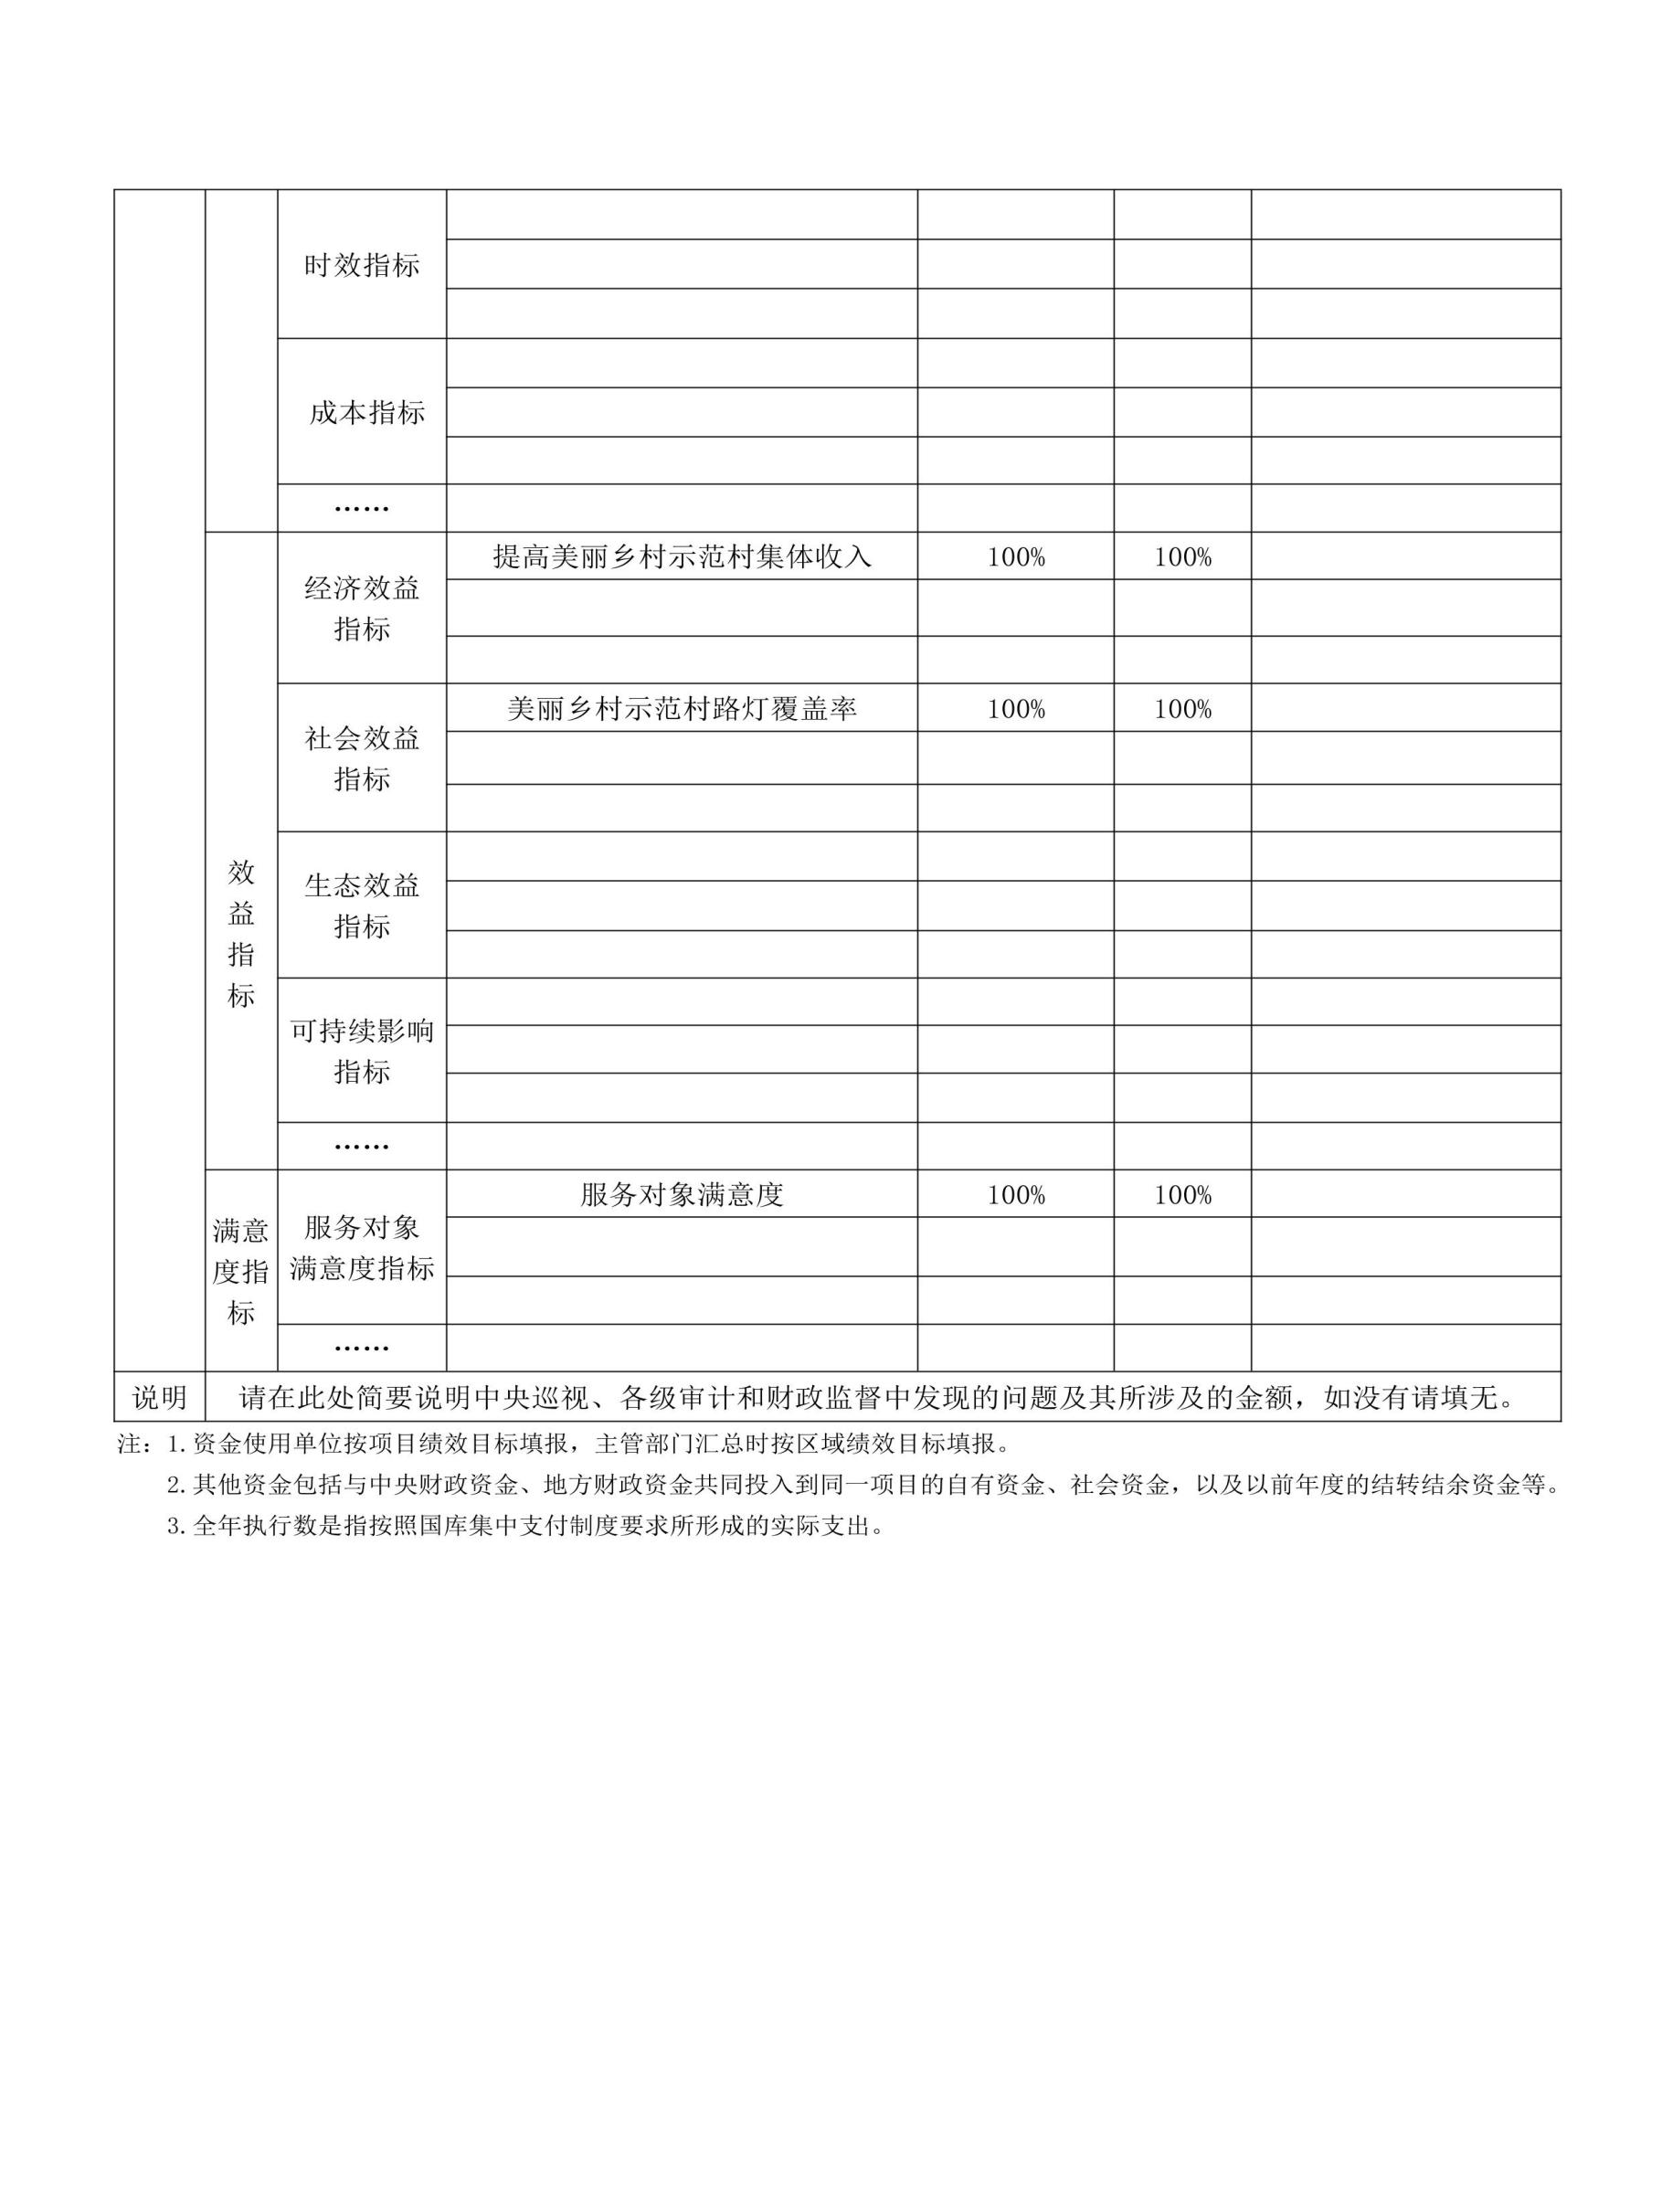 时效指标
成本指标
……
提高美丽乡村示范村集体收入 100% 100%
经济效益
指标
美丽乡村示范村路灯覆盖率 100% 100%
社会效益
指标
效
益
指
标
生态效益
指标
可持续影响
指标
……
服务对象满意度 100% 100%
满意
度指
标
服务对象
满意度指标
……
说明 请在此处简要说明中央巡视、各级审计和财政监督中发现的问题及其所涉及的金额，如没有请填无。
注：1.资金使用单位按项目绩效目标填报，主管部门汇总时按区域绩效目标填报。
2.其他资金包括与中央财政资金、地方财政资金共同投入到同一项目的自有资金、社会资金，以及以前年度的结转结余资金等。
3.全年执行数是指按照国库集中支付制度要求所形成的实际支出。